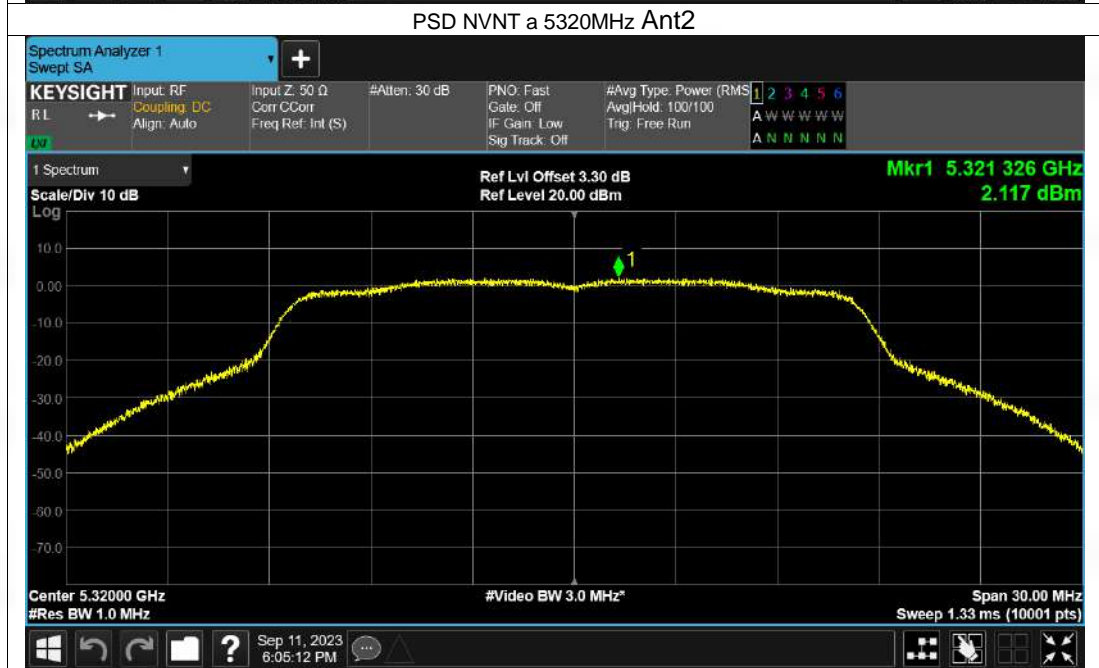 PSD NVNT a 5320MHz Ant2
Spectrum Analyzer 1
Swept SA
+
KEYSIGHT
RL
LXI
Input: RF
Coupling: DC
Align: Auto
Input Z: 50 Ω
Corr CCorr
Freq Ref: Int (S)
#Atten: 30 dB
PNO: Fast
Gate: Off
IF Gain: Low
Sig Track: Off
#Avg Type: Power (RMS
Avg|Hold: 100/100
Trig: Free Run
1 2 3 4 5 6
A W W W W W
A N N N N N
1 Spectrum
Scale/Div 10 dB
Log
Ref Lvl Offset 3.30 dB
Ref Level 20.00 dBm
Mkr1 5.321 326 GHz
2.117 dBm
10.0
0.00
-10.0
-20.0
-30.0
-40.0
-50.0
-60.0
-70.0
1
Center 5.32000 GHz
#Res BW 1.0 MHz
#Video BW 3.0 MHz*
Span 30.00 MHz
Sweep 1.33 ms (10001 pts)
?
Sep 11, 2023
6:05:12 PM